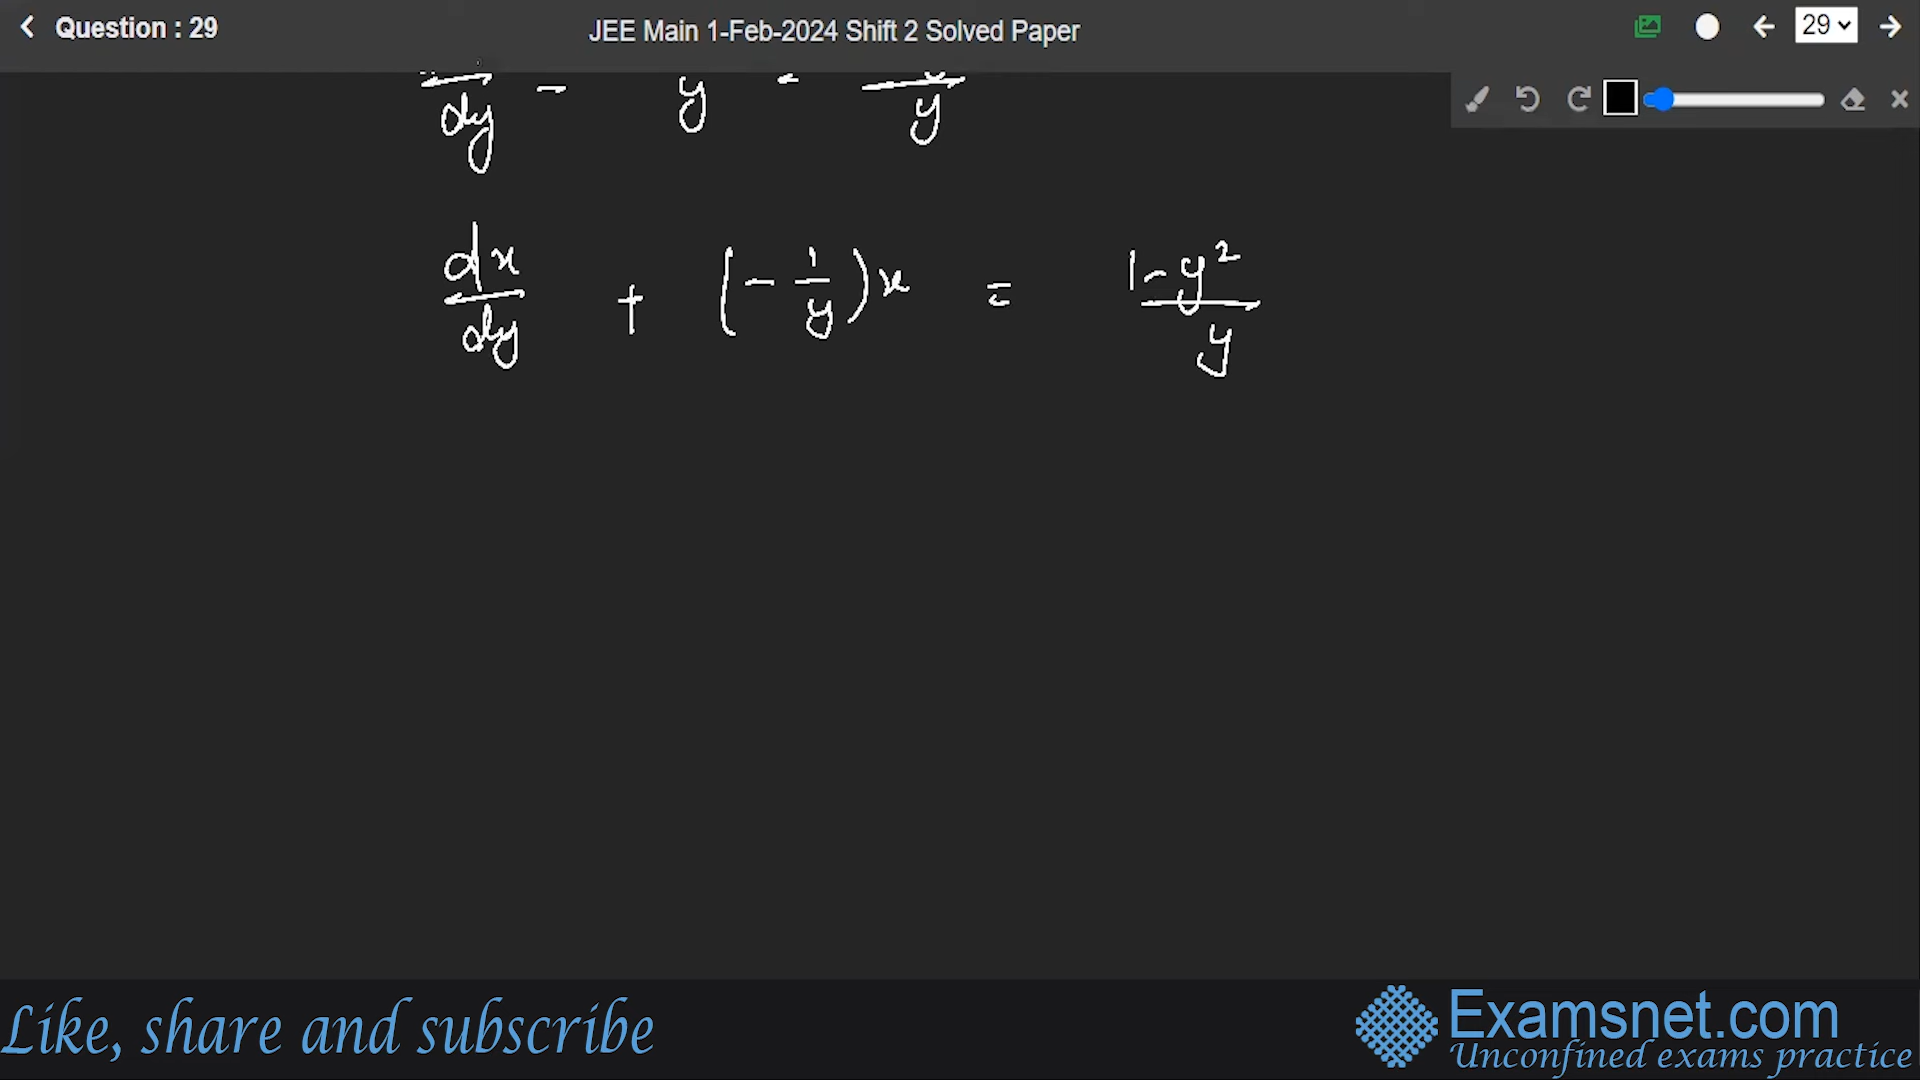 Question : 29
JEE Main 1-Feb-2024 Shift 2 Solved Paper
29
dy - y = y
dx/dy + (-1/y)x = 1-y²/y
Like, share and subscribe
Examsnet.com
Unconfined exams practice